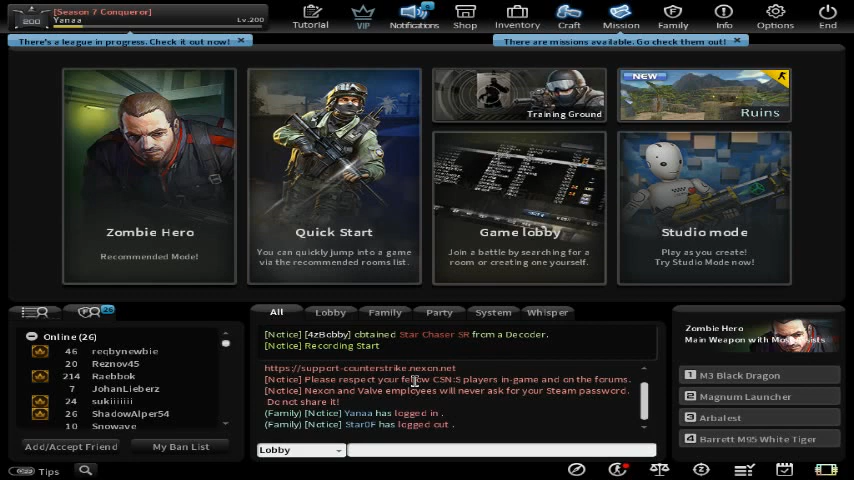 [Season 7 Conqueror]
200
Yanaa
Lv.200
Tutorial
VIP
Notifications
Shop
Inventory
Craft
Mission
Family
Info
Options
End
There's a league in progress. Check it out now!
There are missions available. Go check them out!
Zombie Hero
Recommended Mode!
Quick Start
You can quickly jump into a game
via the recommended rooms list.
Training Ground
Game lobby
Join a battle by searching for a
room or creating one yourself.
NEW
Ruins
Studio mode
Play as you create!
Try Studio Mode now!
26
Online (26)
46 reqbynewbie
20 Reznov45
214 Raebbok
7 JohanLieberz
24 sukiiiiiii
26 ShadowAlper54
10 Snowave
Add/Accept Friend
My Ban List
Tips
All
Lobby
Family
Party
System
Whisper
[Notice] [4zBobby] obtained Star Chaser SR from a Decoder.
[Notice] Recording Start
https://support-counterstrike.nexon.net
[Notice] Please respect your fellow CSN:S players in-game and on the forums.
[Notice] Nexon and Valve employees will never ask for your Steam password.
Do not share it!
(Family) [Notice] Yanaa has logged in .
(Family) [Notice] Star0F has logged out .
Lobby
Zombie Hero
Main Weapon with Most Assists
1 M3 Black Dragon
2 Magnum Launcher
3 Arbalest
4 Barrett M95 White Tiger